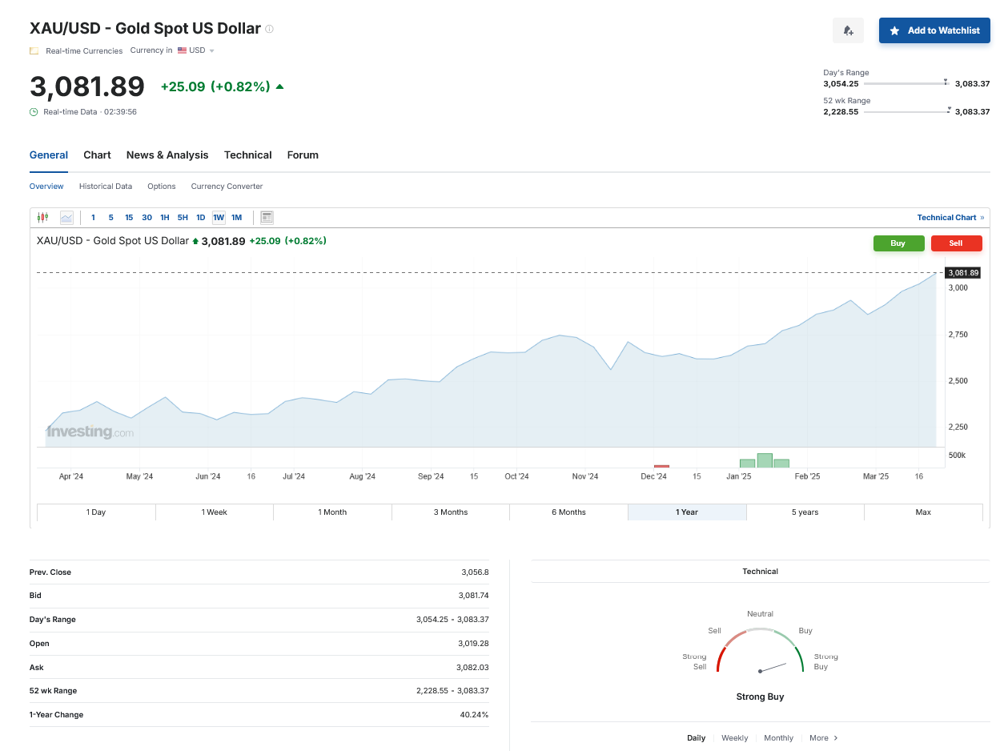 XAU/USD - Gold Spot US Dollar
Add to Watchlist
Real-time Currencies Currency in USD
3,081.89 +25.09 (+0.82%)
Real-time Data · 02:39:56
Day's Range
3,054.25 3,083.37
52 wk Range
2,228.55 3,083.37
General Chart News & Analysis Technical Forum
Overview Historical Data Options Currency Converter
1 5 15 30 1H 5H 1D 1W 1M Technical Chart »
XAU/USD - Gold Spot US Dollar 3,081.89 +25.09 (+0.82%) Buy Sell
3,081.89
3,000
2,750
2,500
2,250
Investing.com
500k
Apr '24 May '24 Jun '24 16 Jul '24 Aug '24 Sep '24 15 Oct '24 Nov '24 Dec '24 15 Jan '25 Feb '25 Mar '25 16
1 Day 1 Week 1 Month 3 Months 6 Months 1 Year 5 years Max
Prev. Close 3,056.8
Bid 3,081.74
Day's Range 3,054.25 - 3,083.37
Open 3,019.28
Ask 3,082.03
52 wk Range 2,228.55 - 3,083.37
1-Year Change 40.24%
Technical
Neutral
Sell Buy
Strong Sell
Strong Buy
Strong Buy
Daily Weekly Monthly More